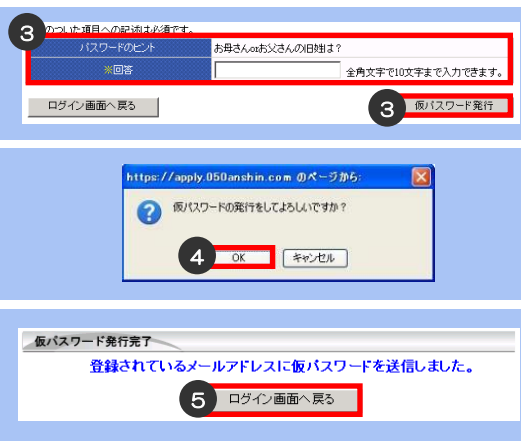 のついた項目への記述は必須です。
3
パスワードのヒント お母さんorお父さんの旧姓は？
※回答 全角文字で10文字まで入力できます。
ログイン画面へ戻る 3 仮パスワード発行
https://apply.050anshin.com のページから:
仮パスワードの発行をしてよろしいですか？
4 OK キャンセル
仮パスワード発行完了
登録されているメールアドレスに仮パスワードを送信しました。
5 ログイン画面へ戻る